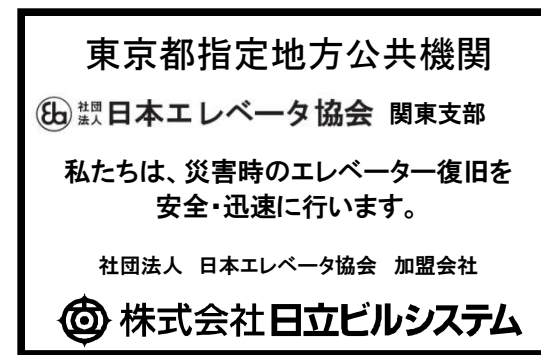 東京都指定地方公共機関
社団法人 日本エレベータ協会 関東支部
私たちは、災害時のエレベーター復旧を
安全・迅速に行います。
社団法人 日本エレベータ協会 加盟会社
株式会社日立ビルシステム